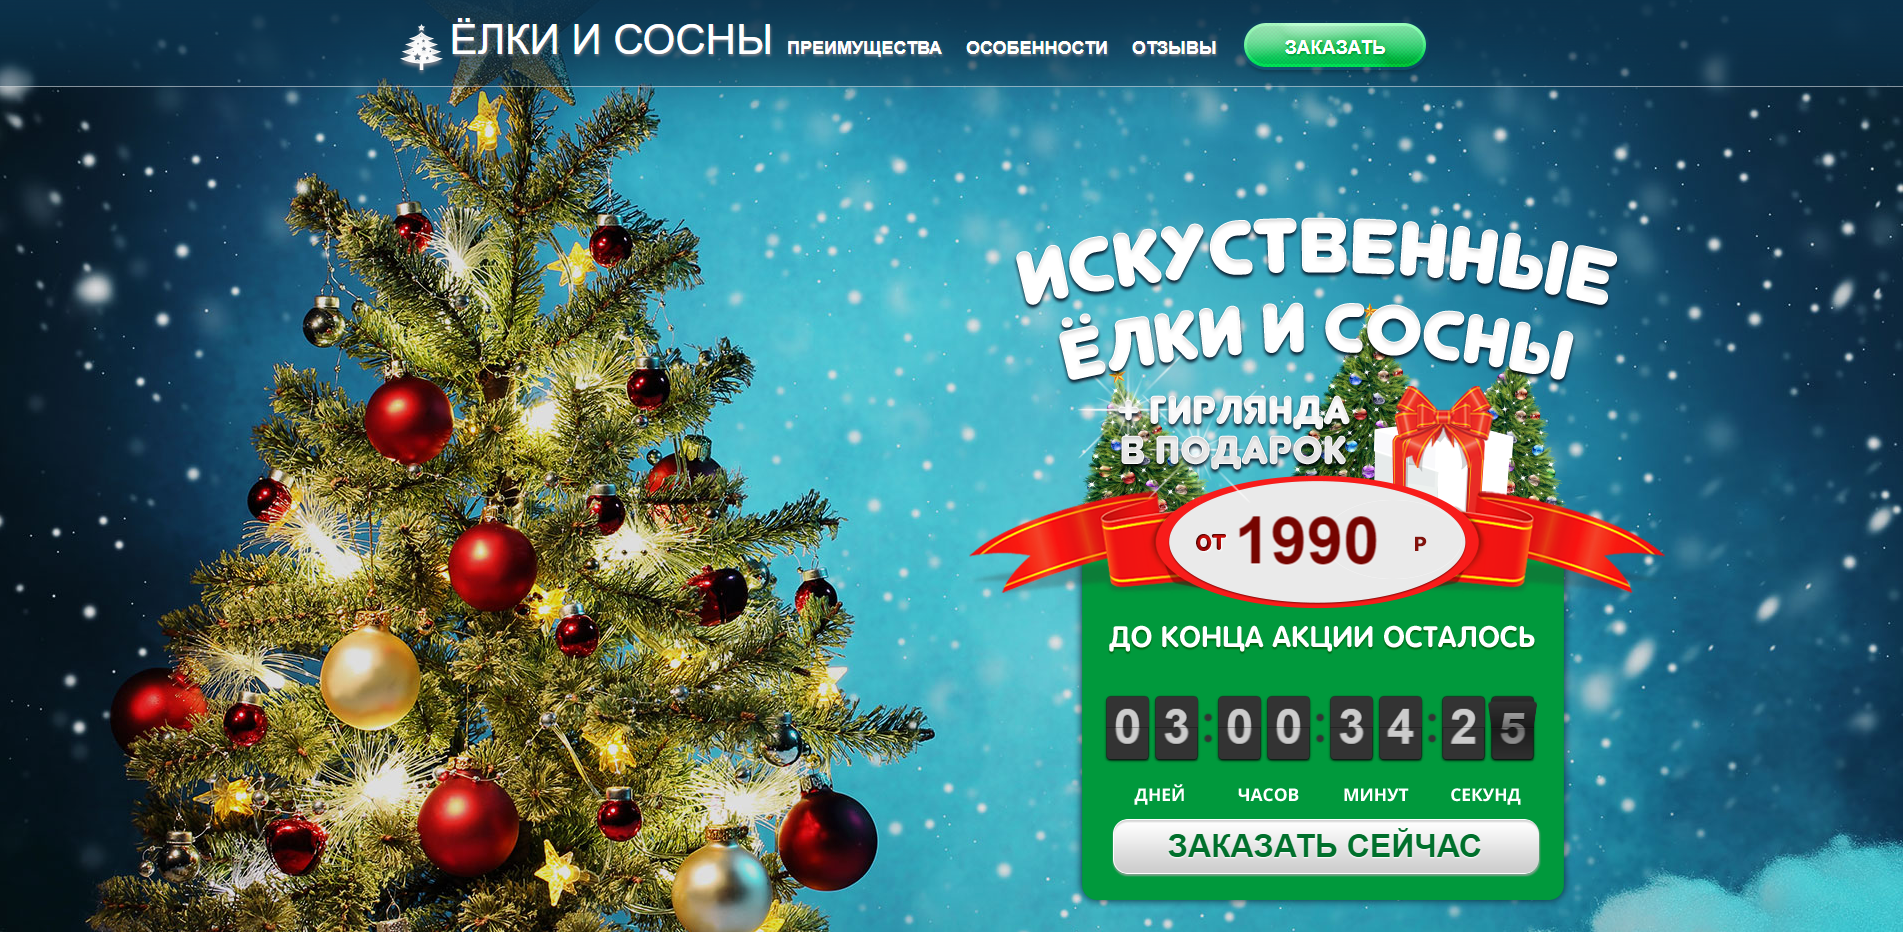 ЁЛКИ И СОСНЫ ПРЕИМУЩЕСТВА ОСОБЕННОСТИ ОТЗЫВЫ ЗАКАЗАТЬ
ИСКУСТВЕННЫЕ
ЁЛКИ И СОСНЫ
+ ГИРЛЯНДА
В ПОДАРОК
ОТ 1990 Р
ДО КОНЦА АКЦИИ ОСТАЛОСЬ
03:00:34:25
ДНЕЙ ЧАСОВ МИНУТ СЕКУНД
ЗАКАЗАТЬ СЕЙЧАС